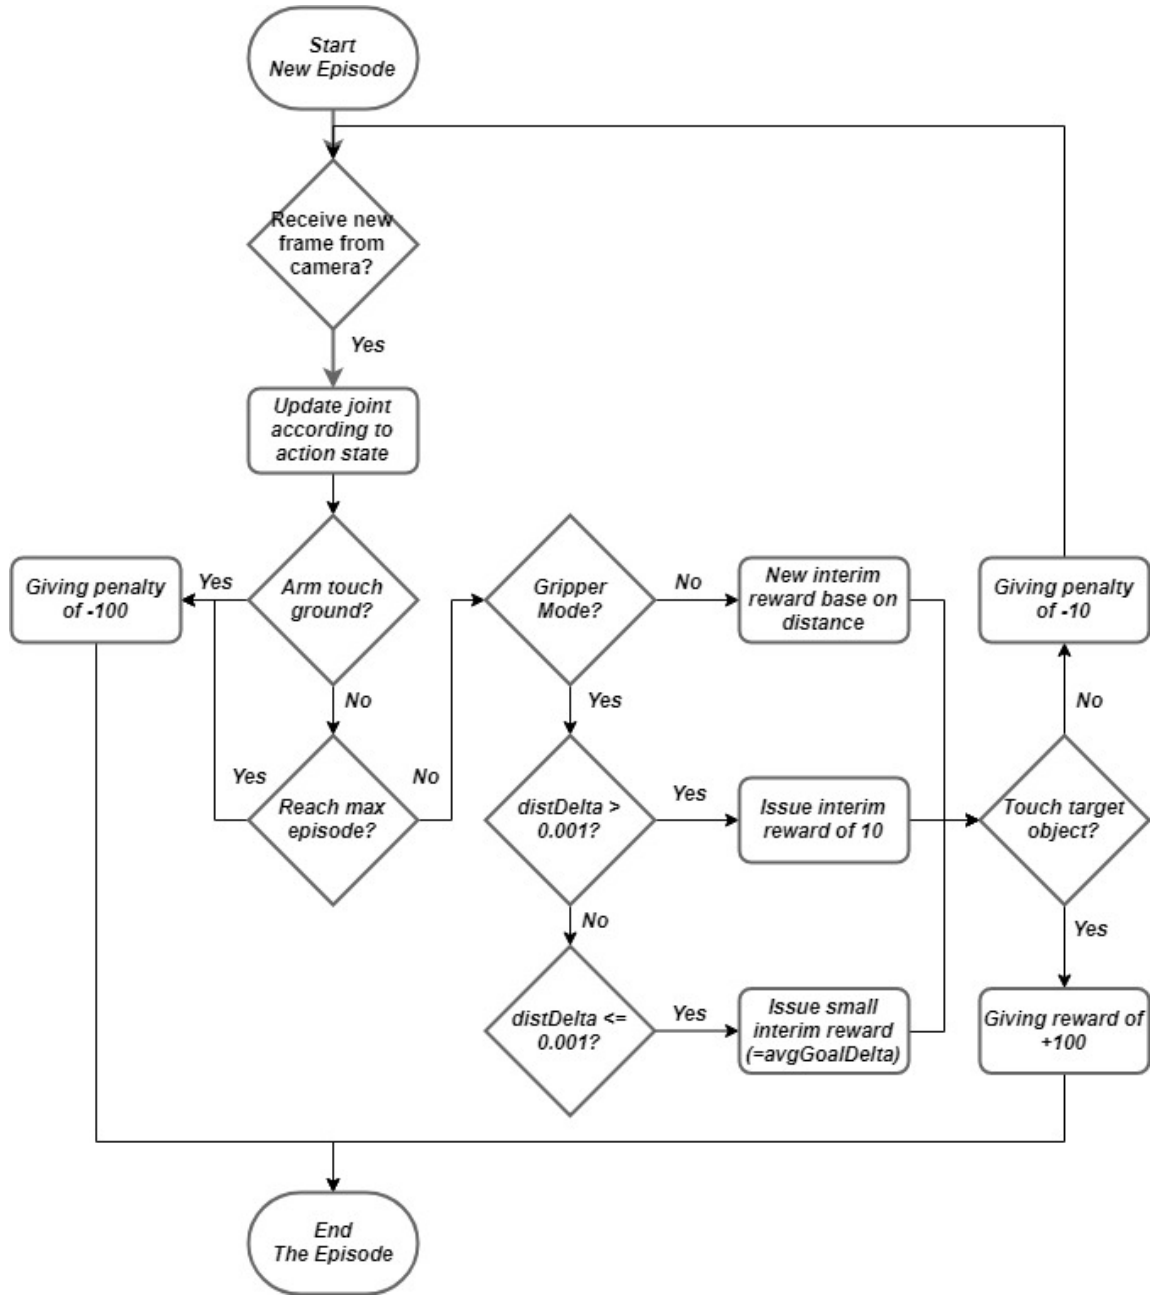 Start
New Episode
Receive new
frame from
camera?
Yes
Update joint
according to
action state
Arm touch
ground?
Yes
Giving penalty
of -100
No
Reach max
episode?
Yes
No
Gripper
Mode?
No
New interim
reward base on
distance
Yes
distDelta >
0.001?
Yes
Issue interim
reward of 10
No
distDelta <=
0.001?
Yes
Issue small
interim reward
(=avgGoalDelta)
Touch target
object?
No
Giving penalty
of -10
Yes
Giving reward of
+100
End
The Episode